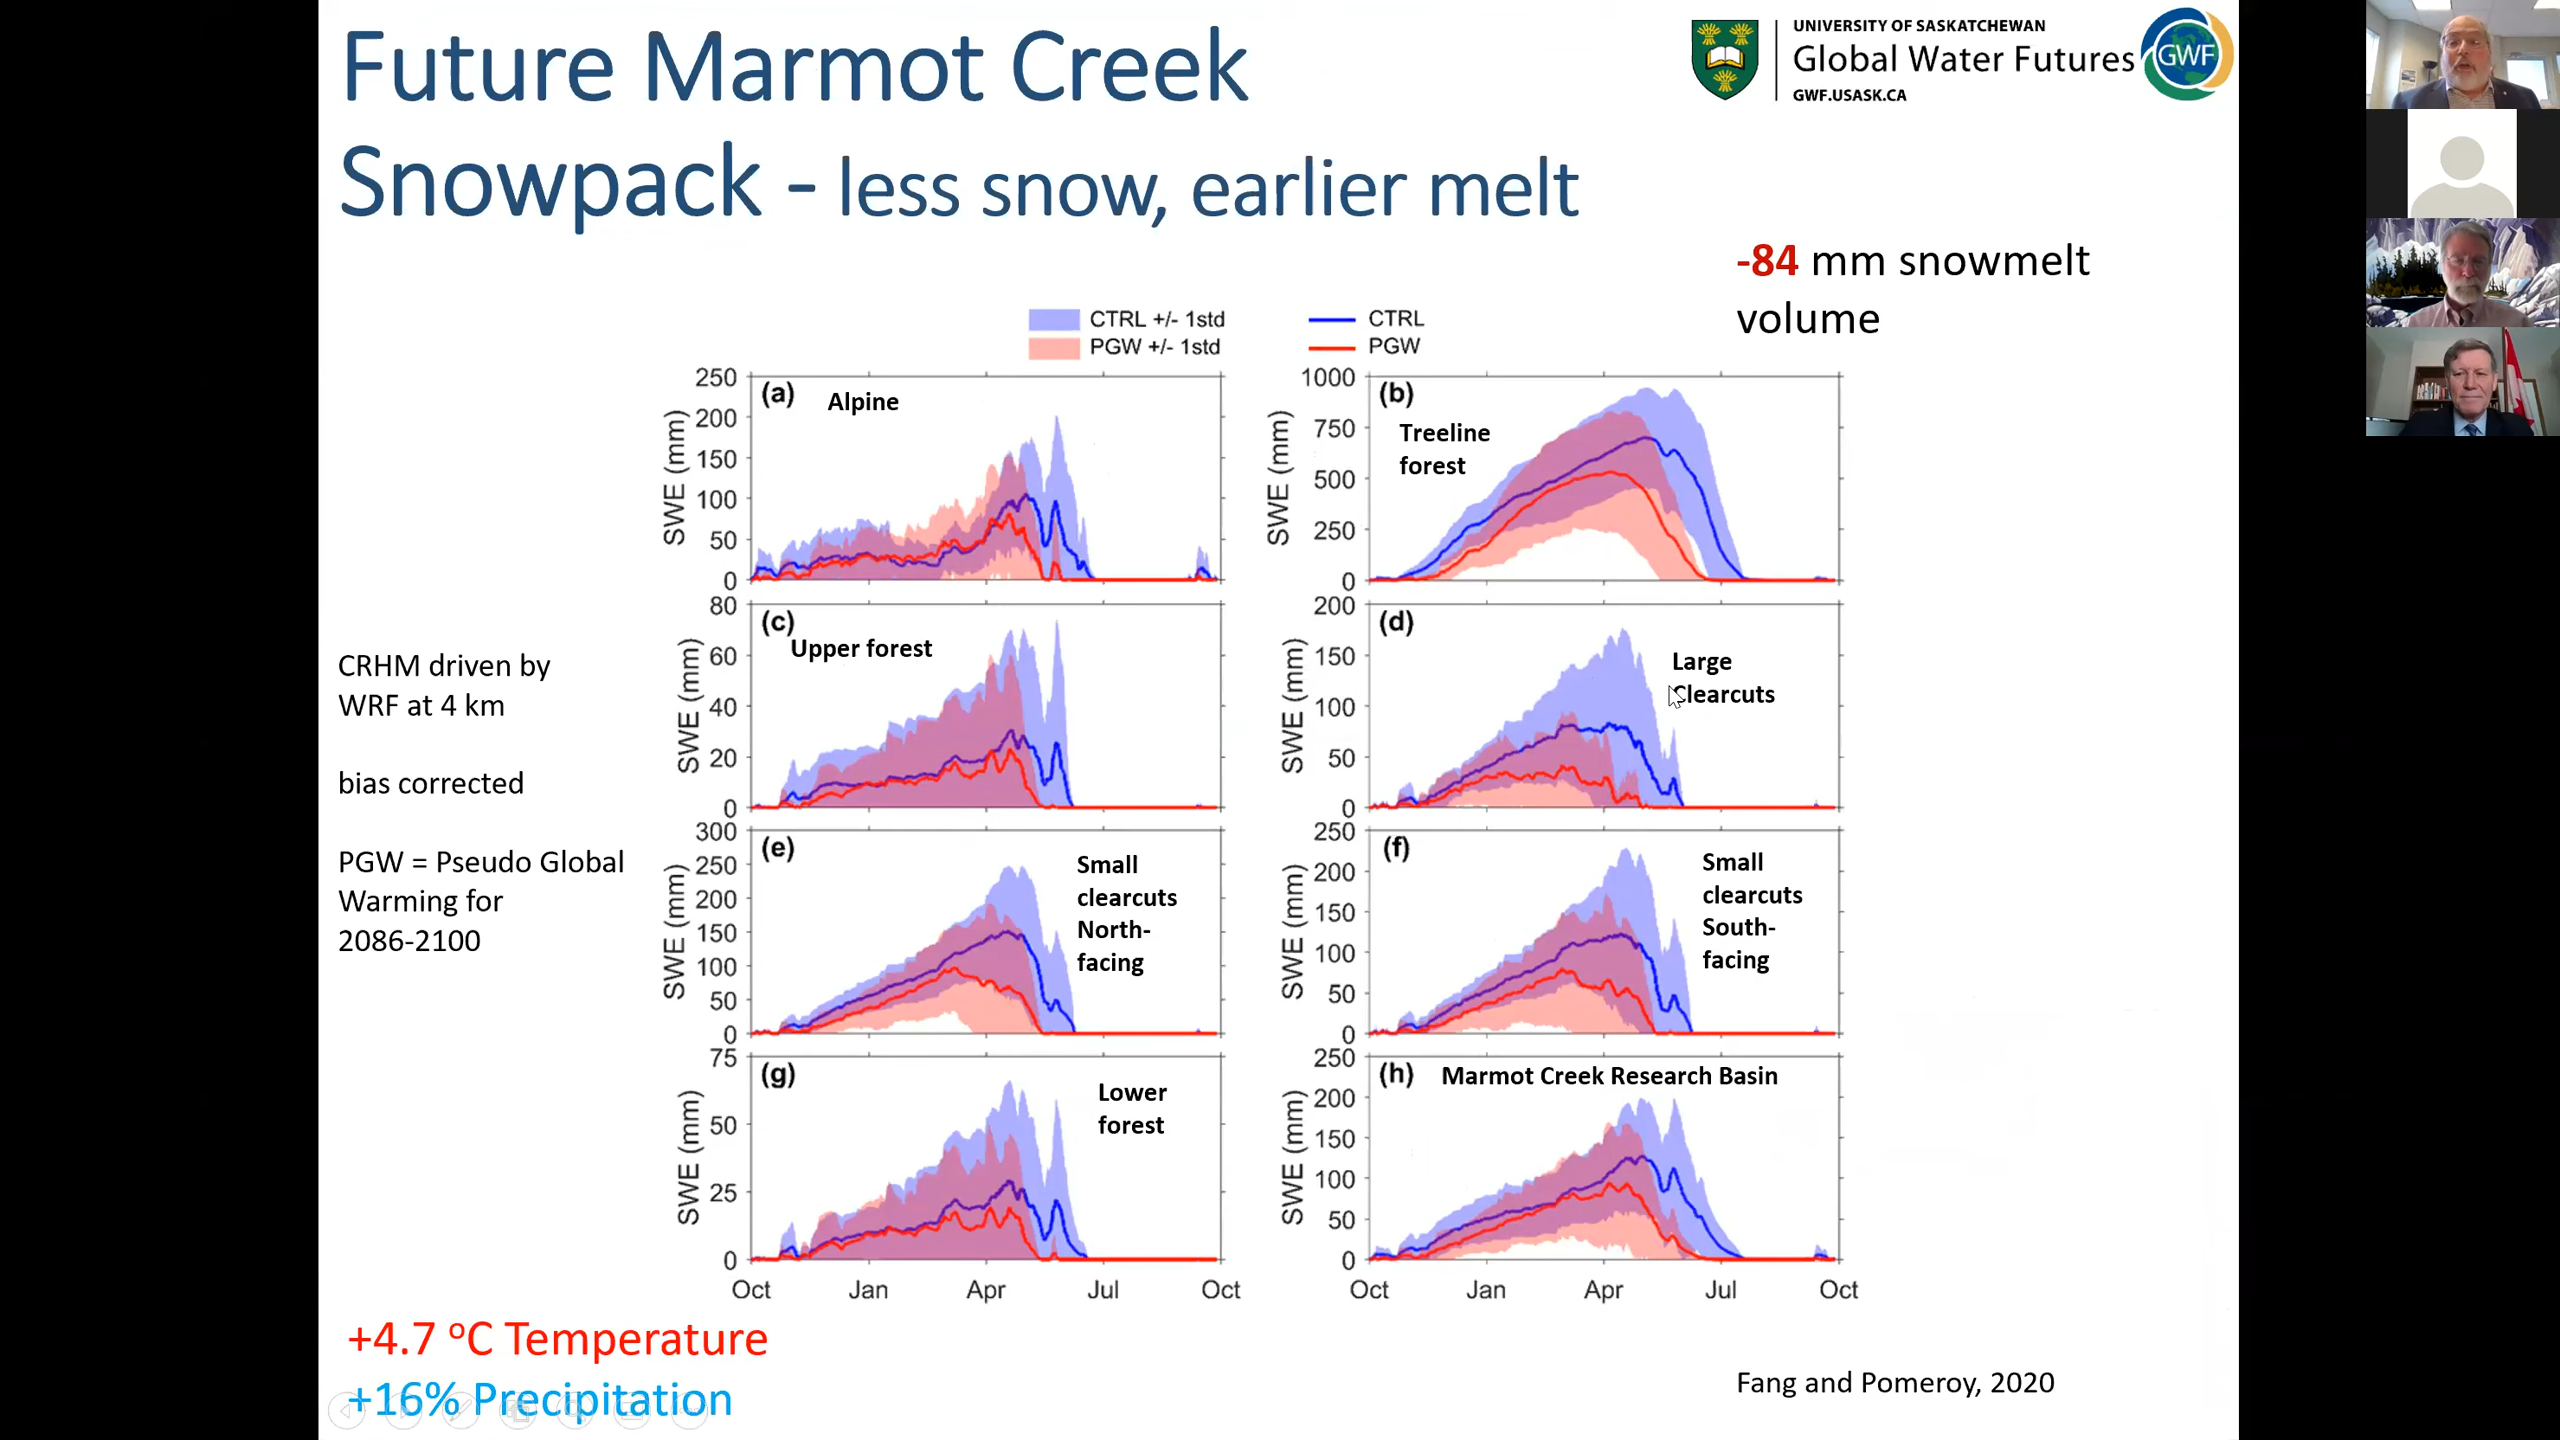 Future Marmot Creek
Snowpack - less snow, earlier melt
UNIVERSITY OF SASKATCHEWAN
Global Water Futures
GWF.USASK.CA
GWF
-84 mm snowmelt
volume
CTRL +/- 1std
PGW +/- 1std
CTRL
PGW
CRHM driven by
WRF at 4 km
bias corrected
PGW = Pseudo Global
Warming for
2086-2100
(a)
Alpine
SWE (mm)
250
200
150
100
50
0
(b)
Treeline
forest
SWE (mm)
1000
750
500
250
0
(c)
Upper forest
SWE (mm)
80
60
40
20
0
(d)
Large
Clearcuts
SWE (mm)
200
150
100
50
0
(e)
Small
clearcuts
North-
facing
SWE (mm)
300
250
200
150
100
50
0
(f)
Small
clearcuts
South-
facing
SWE (mm)
250
200
150
100
50
0
(g)
Lower
forest
SWE (mm)
75
50
25
0
Oct Jan Apr Jul Oct
(h) Marmot Creek Research Basin
SWE (mm)
250
200
150
100
50
0
Oct Jan Apr Jul Oct
+4.7 °C Temperature
+16% Precipitation
Fang and Pomeroy, 2020